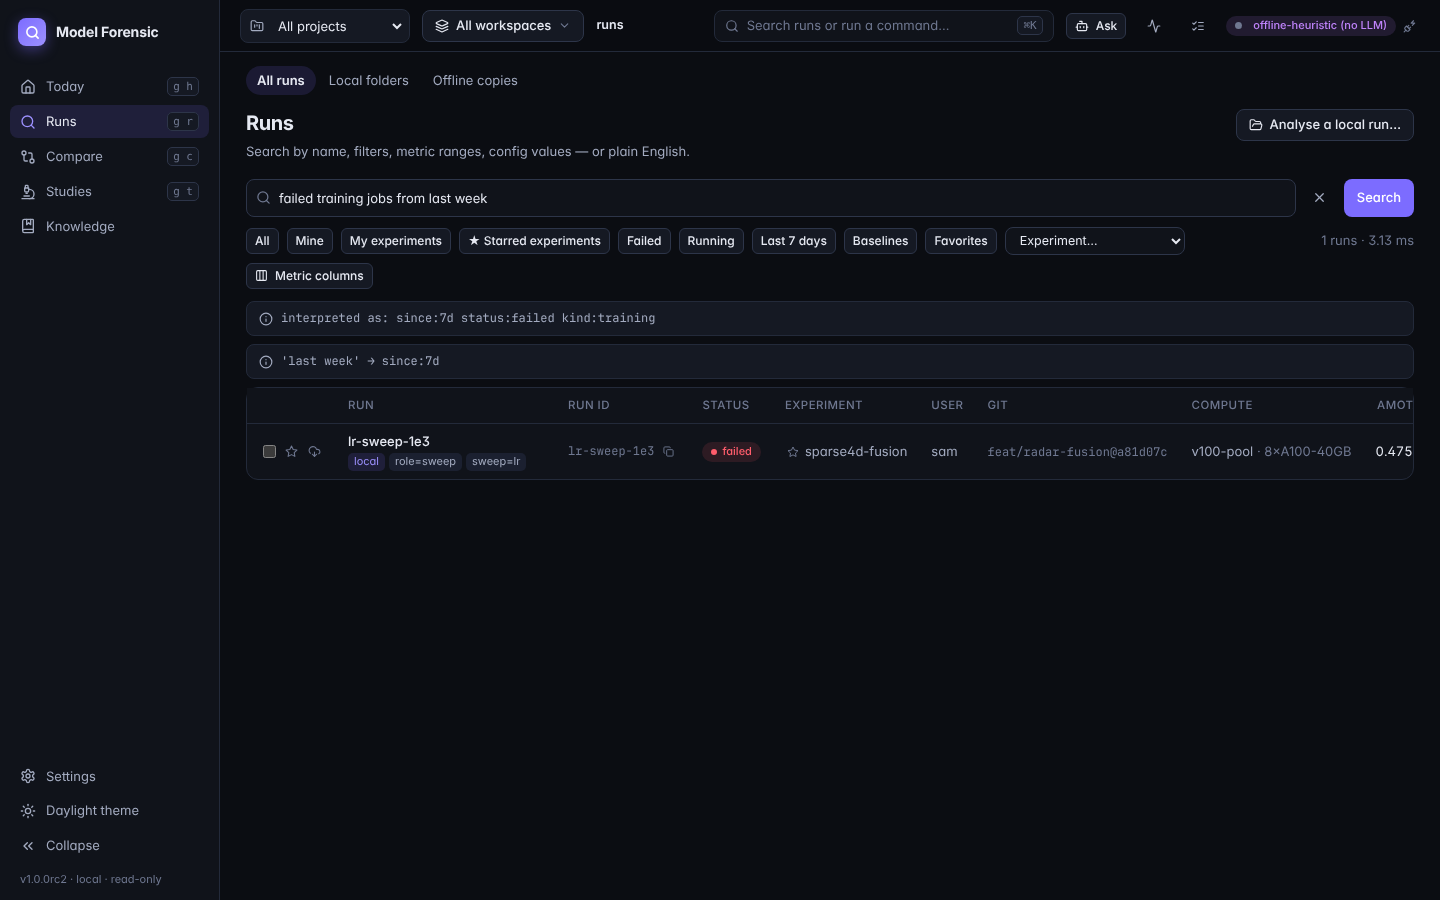 Model Forensic
Today g h
Runs g r
Compare g c
Studies g t
Knowledge
Settings
Daylight theme
Collapse
v1.0.0rc2 · local · read-only
All projects All workspaces runs Search runs or run a command... ⌘K Ask offline-heuristic (no LLM)
All runs Local folders Offline copies
Runs
Analyse a local run...
Search by name, filters, metric ranges, config values — or plain English.
failed training jobs from last week Search
All Mine My experiments ★ Starred experiments Failed Running Last 7 days Baselines Favorites Experiment... 1 runs · 3.13 ms
Metric columns
interpreted as: since:7d status:failed kind:training
'last week' → since:7d
RUN RUN ID STATUS EXPERIMENT USER GIT COMPUTE AMOT
lr-sweep-1e3 lr-sweep-1e3 failed sparse4d-fusion sam feat/radar-fusion@a81d07c v100-pool · 8×A100-40GB 0.475
local role=sweep sweep=lr